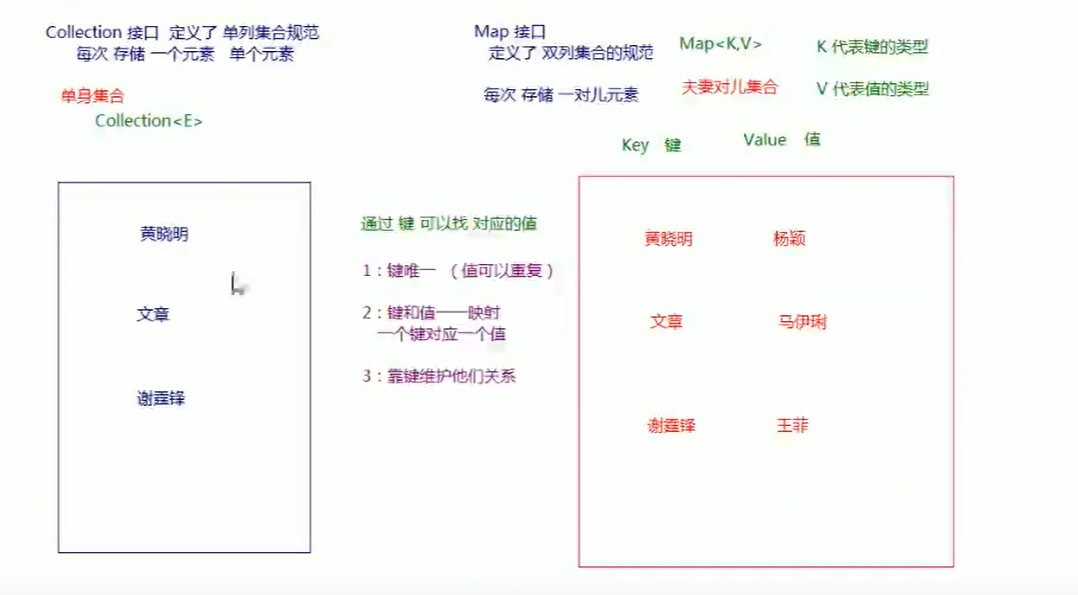 Collection 接口 定义了 单列集合规范
每次 存储 一个元素 单个元素
单身集合
Collection<E>
黄晓明
文章
谢霆锋
通过 键 可以找 对应的值
1：键唯一 （值可以重复）
2：键和值一一映射
一个键对应一个值
3：靠键维护他们关系
Map 接口
定义了 双列集合的规范
每次 存储 一对儿元素
Map<K,V>
夫妻对儿集合
K 代表键的类型
V 代表值的类型
Key 键 Value 值
黄晓明 杨颖
文章 马伊琍
谢霆锋 王菲